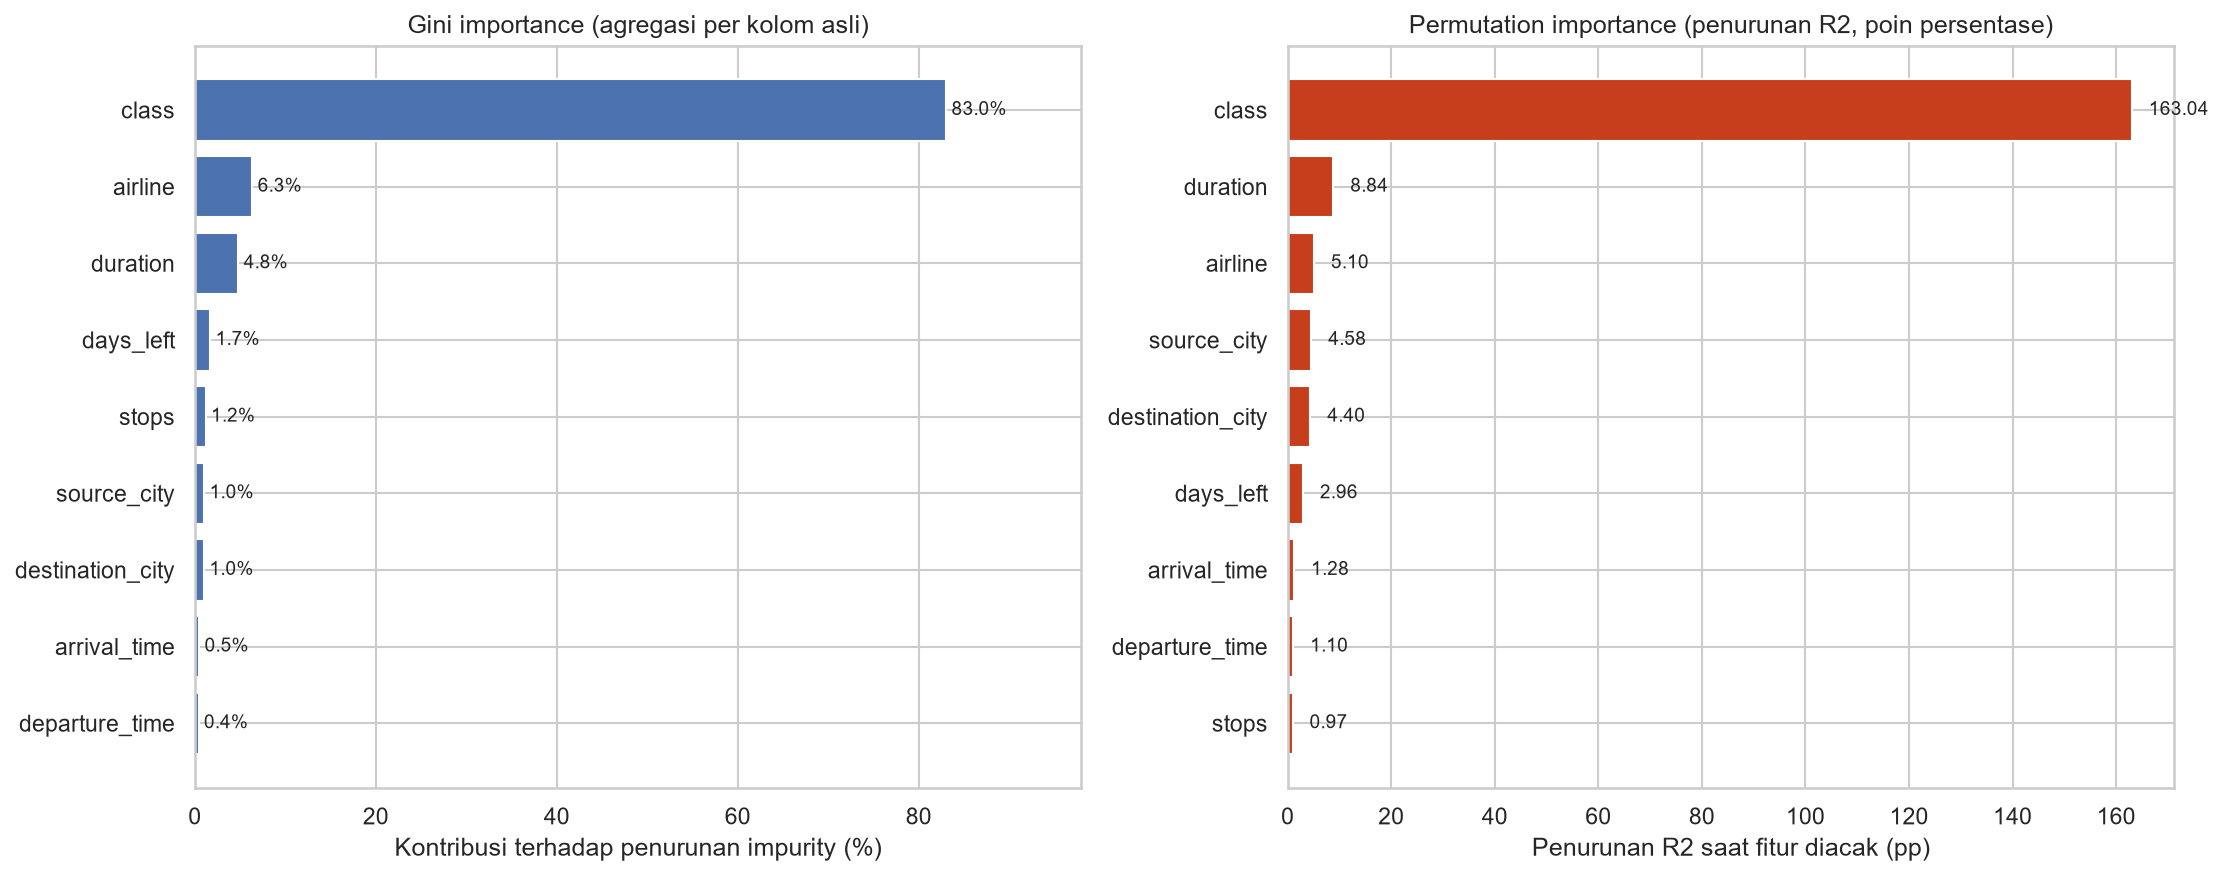 Gini importance (agregasi per kolom asli)
class 83.0%
airline 6.3%
duration 4.8%
days_left 1.7%
stops 1.2%
source_city 1.0%
destination_city 1.0%
arrival_time 0.5%
departure_time 0.4%
0 20 40 60 80
Kontribusi terhadap penurunan impurity (%)
Permutation importance (penurunan R2, poin persentase)
class 163.04
duration 8.84
airline 5.10
source_city 4.58
destination_city 4.40
days_left 2.96
arrival_time 1.28
departure_time 1.10
stops 0.97
0 20 40 60 80 100 120 140 160
Penurunan R2 saat fitur diacak (pp)